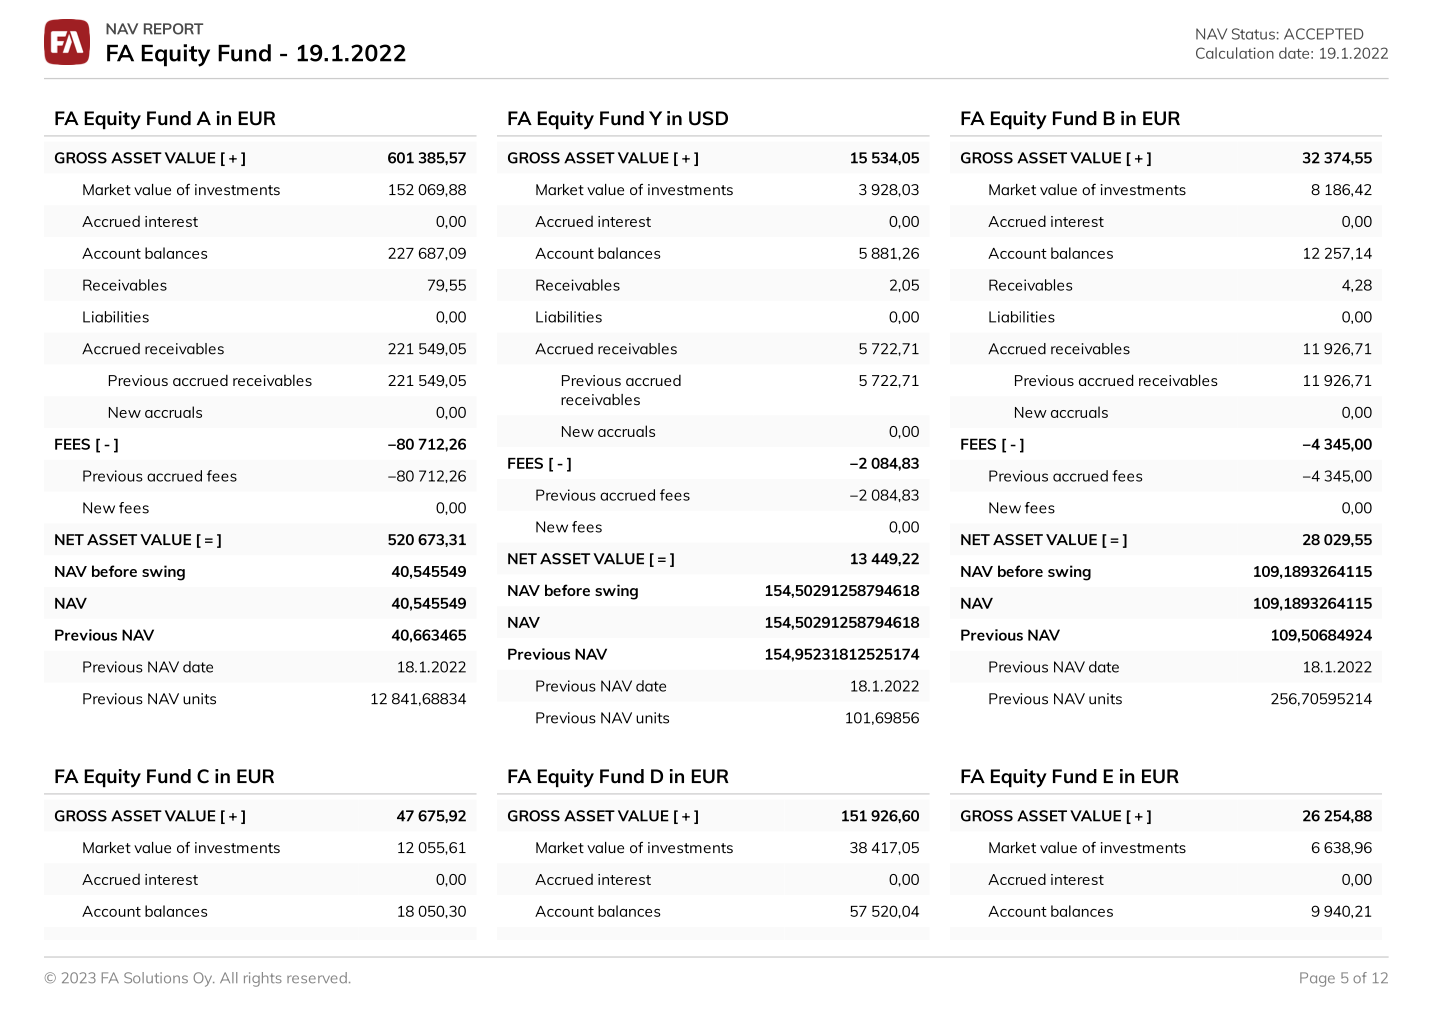 FA
NAV REPORT
FA Equity Fund - 19.1.2022
NAV Status: ACCEPTED
Calculation date: 19.1.2022
FA Equity Fund A in EUR
GROSS ASSET VALUE [ + ] 601 385,57
Market value of investments 152 069,88
Accrued interest 0,00
Account balances 227 687,09
Receivables 79,55
Liabilities 0,00
Accrued receivables 221 549,05
Previous accrued receivables 221 549,05
New accruals 0,00
FEES [ - ] −80 712,26
Previous accrued fees −80 712,26
New fees 0,00
NET ASSET VALUE [ = ] 520 673,31
NAV before swing 40,545549
NAV 40,545549
Previous NAV 40,663465
Previous NAV date 18.1.2022
Previous NAV units 12 841,68834
FA Equity Fund Y in USD
GROSS ASSET VALUE [ + ] 15 534,05
Market value of investments 3 928,03
Accrued interest 0,00
Account balances 5 881,26
Receivables 2,05
Liabilities 0,00
Accrued receivables 5 722,71
Previous accrued 5 722,71
receivables
New accruals 0,00
FEES [ - ] −2 084,83
Previous accrued fees −2 084,83
New fees 0,00
NET ASSET VALUE [ = ] 13 449,22
NAV before swing 154,50291258794618
NAV 154,50291258794618
Previous NAV 154,95231812525174
Previous NAV date 18.1.2022
Previous NAV units 101,69856
FA Equity Fund B in EUR
GROSS ASSET VALUE [ + ] 32 374,55
Market value of investments 8 186,42
Accrued interest 0,00
Account balances 12 257,14
Receivables 4,28
Liabilities 0,00
Accrued receivables 11 926,71
Previous accrued receivables 11 926,71
New accruals 0,00
FEES [ - ] −4 345,00
Previous accrued fees −4 345,00
New fees 0,00
NET ASSET VALUE [ = ] 28 029,55
NAV before swing 109,1893264115
NAV 109,1893264115
Previous NAV 109,50684924
Previous NAV date 18.1.2022
Previous NAV units 256,70595214
FA Equity Fund C in EUR
GROSS ASSET VALUE [ + ] 47 675,92
Market value of investments 12 055,61
Accrued interest 0,00
Account balances 18 050,30
FA Equity Fund D in EUR
GROSS ASSET VALUE [ + ] 151 926,60
Market value of investments 38 417,05
Accrued interest 0,00
Account balances 57 520,04
FA Equity Fund E in EUR
GROSS ASSET VALUE [ + ] 26 254,88
Market value of investments 6 638,96
Accrued interest 0,00
Account balances 9 940,21
© 2023 FA Solutions Oy. All rights reserved.
Page 5 of 12